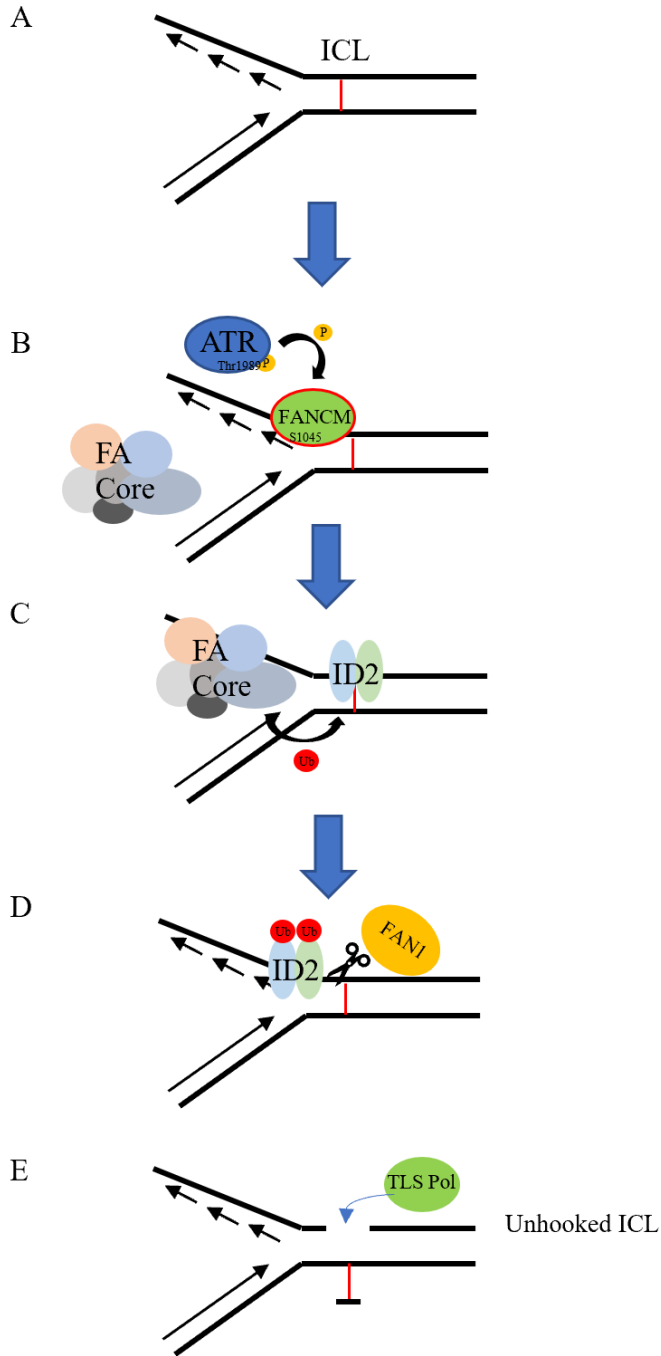 A
ICL
B
ATR
Thr1989
P
P
FANCM
S1045
FA
Core
C
FA
Core
ID2
Ub
D
Ub
Ub
ID2
FAN1
E
TLS Pol
Unhooked ICL